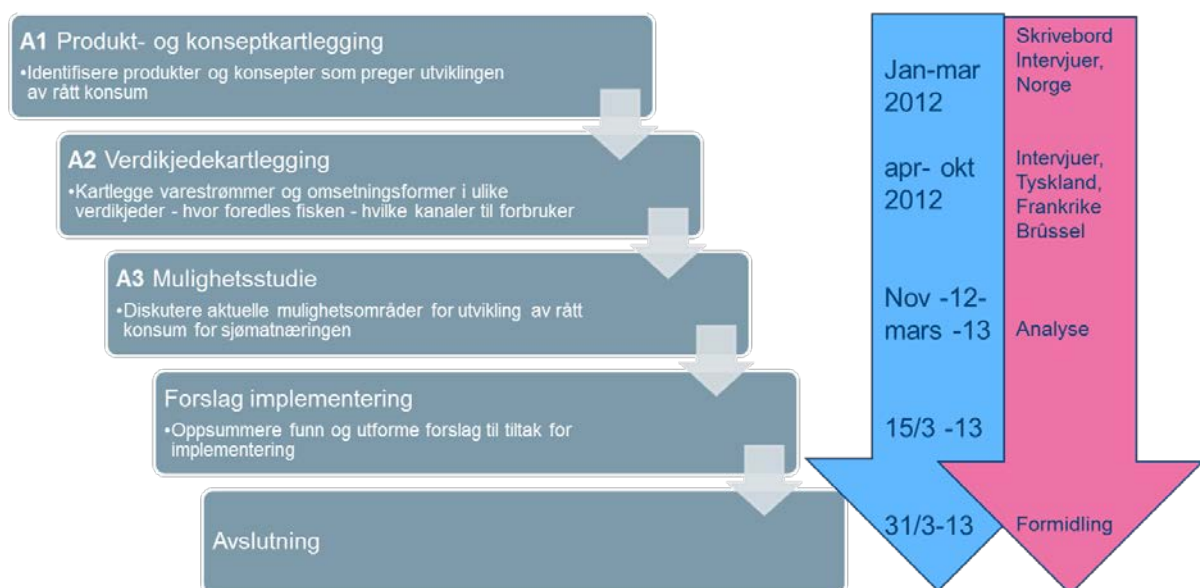 A1 Produkt- og konseptkartlegging
•Identifisere produkter og konsepter som preger utviklingen
av rått konsum
A2 Verdikjedekartlegging
•Kartlegge varestrømmer og omsetningsformer i ulike
verdikjeder - hvor foredles fisken - hvilke kanaler til forbruker
A3 Mulighetsstudie
•Diskutere aktuelle mulighetsområder for utvikling av rått
konsum for sjømatnæringen
Forslag implementering
•Oppsummere funn og utforme forslag til tiltak for
implementering
Avslutning
Jan-mar
2012
apr- okt
2012
Nov -12-
mars -13
15/3 -13
31/3-13
Skrivebord
Intervjuer,
Norge
Intervjuer,
Tyskland,
Frankrike
Brûssel
Analyse
Formidling